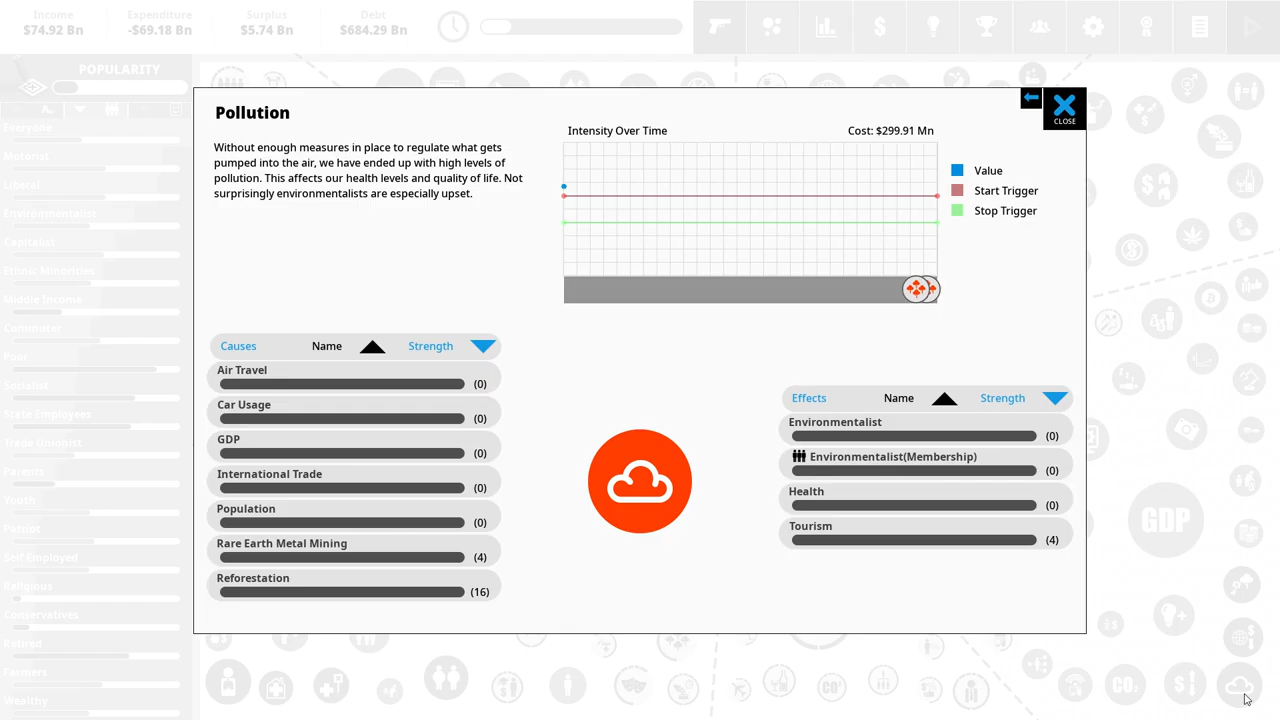 Income
Expenditure
Surplus
Debt
$74.92 Bn
-$69.18 Bn
$5.74 Bn
$684.29 Bn
POPULARITY
Everyone
Motorist
Liberal
Environmentalist
Capitalist
Ethnic Minorities
Middle Income
Commuter
Poor
Socialist
State Employees
Trade Unionist
Parents
Youth
Patriot
Self Employed
Religious
Conservatives
Retired
Farmers
Wealthy
Pollution
CLOSE
Without enough measures in place to regulate what gets
pumped into the air, we have ended up with high levels of
pollution. This affects our health levels and quality of life. Not
surprisingly environmentalists are especially upset.
Intensity Over Time
Cost: $299.91 Mn
Value
Start Trigger
Stop Trigger
Causes Name Strength
Air Travel
(0)
Car Usage
(0)
GDP
(0)
International Trade
(0)
Population
(0)
Rare Earth Metal Mining
(4)
Reforestation
(16)
Effects Name Strength
Environmentalist
(0)
Environmentalist(Membership)
(0)
Health
(0)
Tourism
(4)
GDP
CO²
CO₂